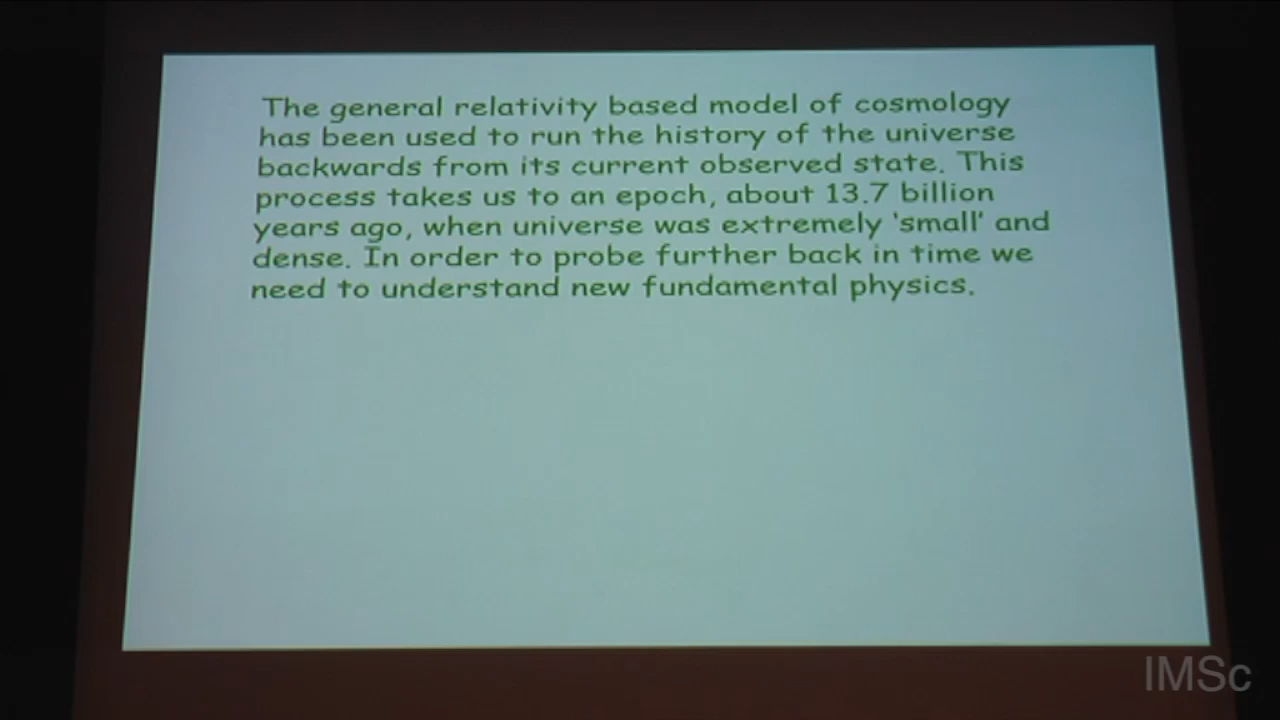 The general relativity based model of cosmology
has been used to run the history of the universe
backwards from its current observed state. This
process takes us to an epoch, about 13.7 billion
years ago, when universe was extremely 'small' and
dense. In order to probe further back in time we
need to understand new fundamental physics.
IMSc